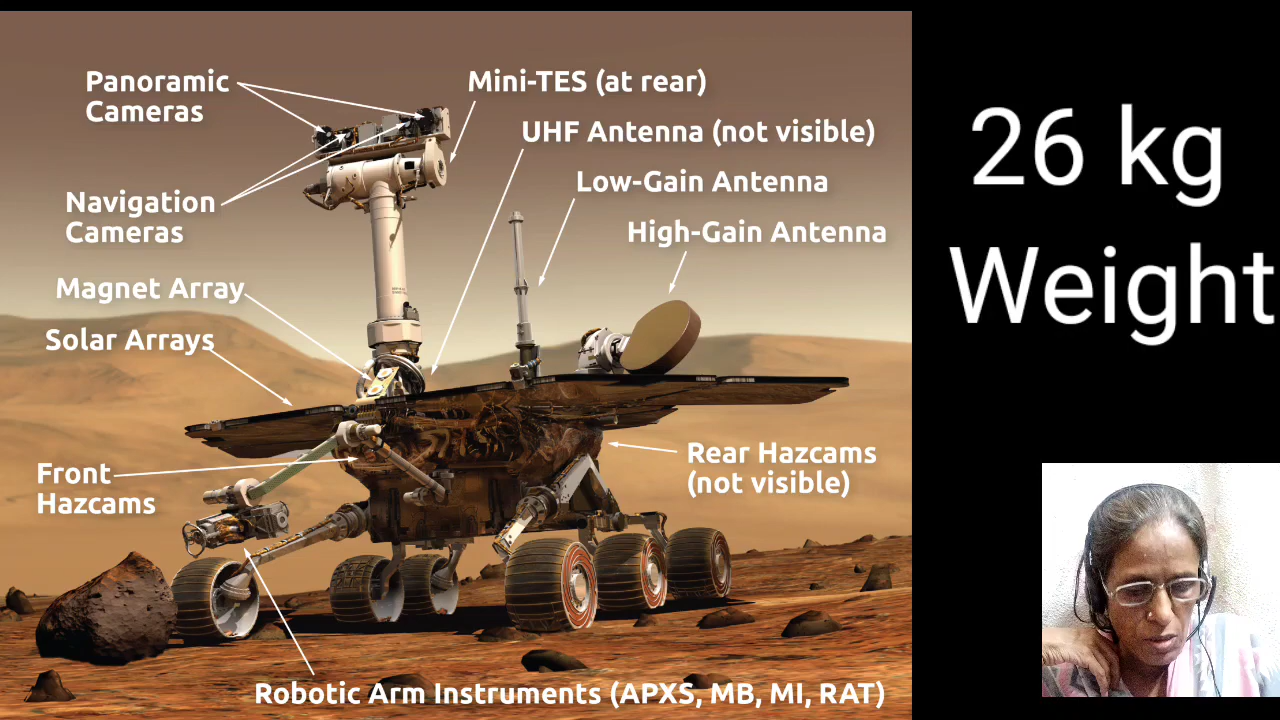 Panoramic
Cameras
Mini-TES (at rear)
UHF Antenna (not visible)
Low-Gain Antenna
High-Gain Antenna
Navigation
Cameras
Magnet Array
Solar Arrays
Front
Hazcams
Rear Hazcams
(not visible)
Robotic Arm Instruments (APXS, MB, MI, RAT)
26 kg
Weight